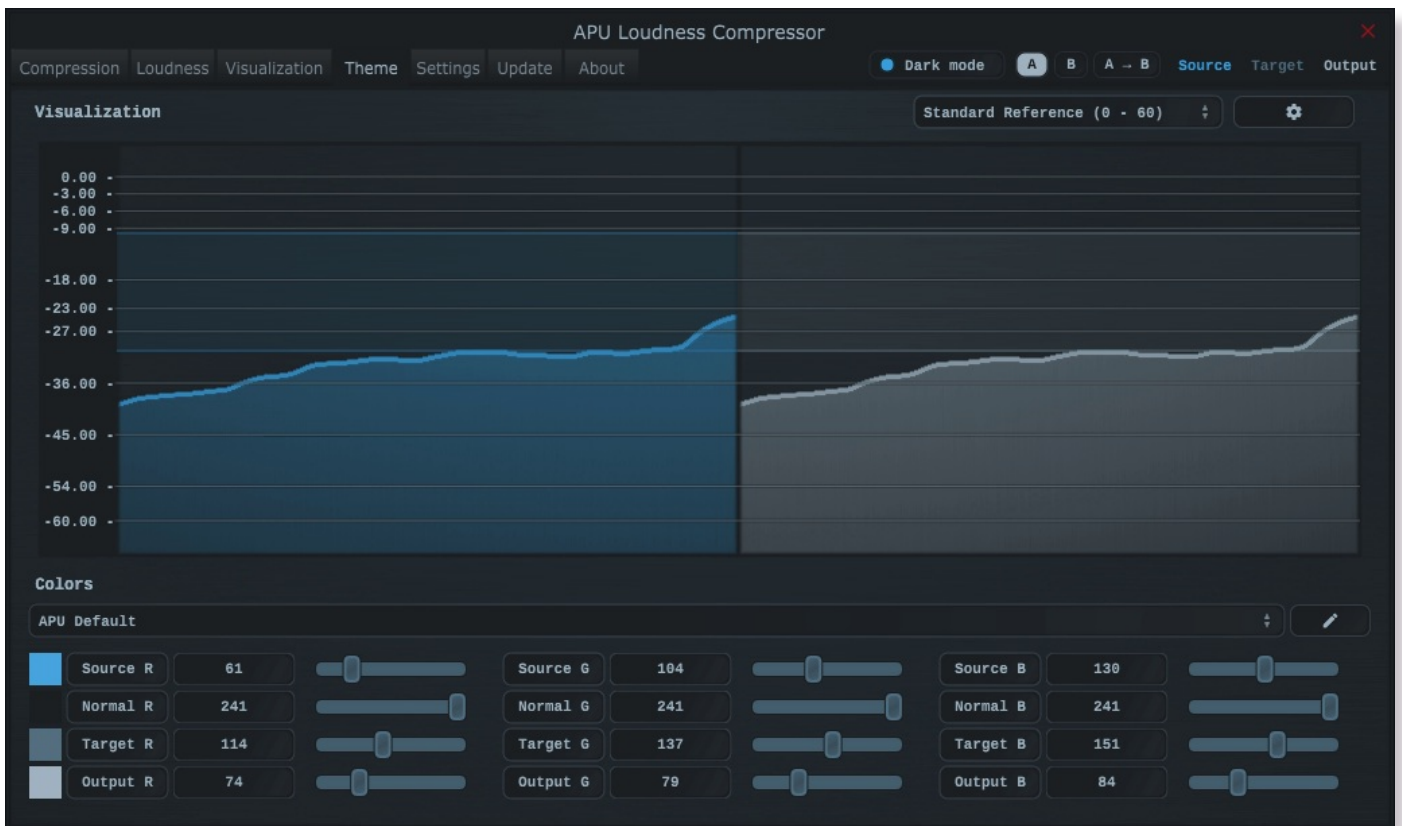 APU Loudness Compressor
Compression Loudness Visualization Theme Settings Update About Dark mode A B A → B Source Target Output
Visualization Standard Reference (0 - 60)
0.00 -
-3.00 -
-6.00 -
-9.00 -
-18.00 -
-23.00 -
-27.00 -
-36.00 -
-45.00 -
-54.00 -
-60.00 -
Colors
APU Default
Source R 61 Source G 104 Source B 130
Normal R 241 Normal G 241 Normal B 241
Target R 114 Target G 137 Target B 151
Output R 74 Output G 79 Output B 84